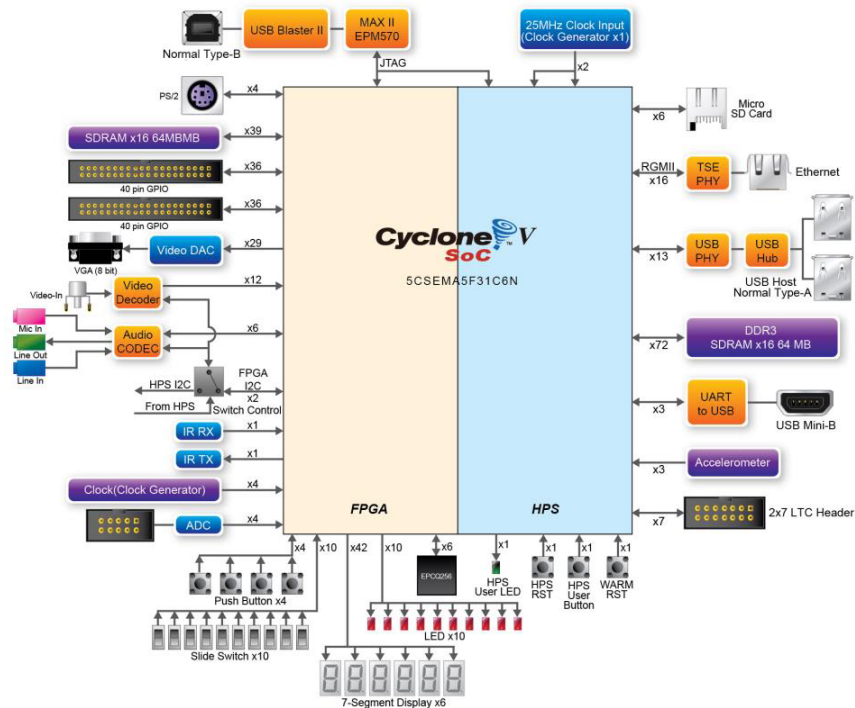 Normal Type-B
USB Blaster II
MAX II
EPM570
25MHz Clock Input
(Clock Generator x1)
JTAG
x2
PS/2
x4
x6
Micro
SD Card
SDRAM x16 64MBMB
x39
x36
40 pin GPIO
RGMII
x16
TSE
PHY
Ethernet
x36
40 pin GPIO
VGA (8 bit)
Video DAC
x29
Cyclone V
SoC
TM
5CSEMA5F31C6N
x13
USB
PHY
USB
Hub
USB Host
Normal Type-A
Video-In
Video
Decoder
x12
Mic In
Line Out
Line In
Audio
CODEC
x6
x72
DDR3
SDRAM x16 64 MB
HPS I2C
From HPS
FPGA
I2C
x2
Switch Control
x3
UART
to USB
USB Mini-B
IR RX
x1
IR TX
x1
x3
Accelerometer
Clock(Clock Generator)
x4
ADC
x4
FPGA
HPS
x7
2x7 LTC Header
x4
x10
x42
x10
x6
x1
x1
x1
x1
EPCQ256
HPS
User LED
HPS
RST
HPS
User
Button
WARM
RST
Push Button x4
LED x10
Slide Switch x10
7-Segment Display x6